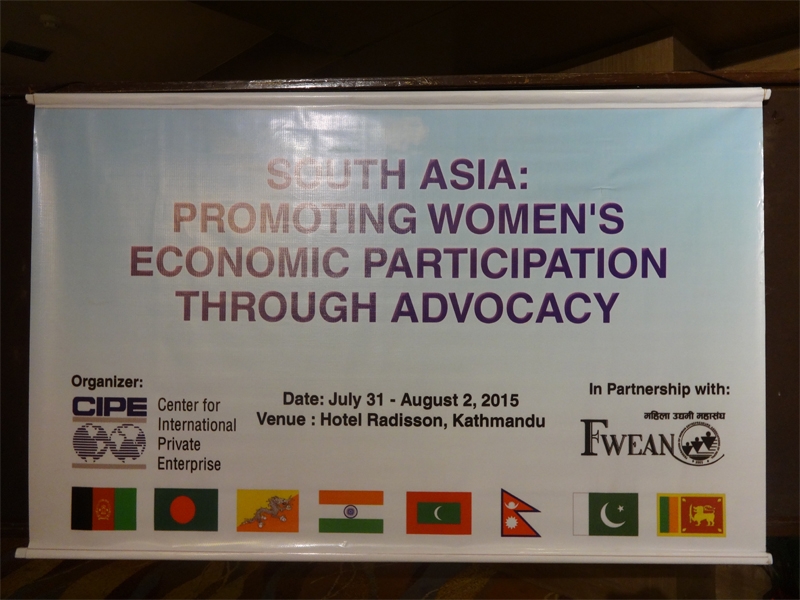 SOUTH ASIA:
PROMOTING WOMEN'S
ECONOMIC PARTICIPATION
THROUGH ADVOCACY
Organizer:
CIPE
Center for
International
Private
Enterprise
Date: July 31 - August 2, 2015
Venue : Hotel Radisson, Kathmandu
In Partnership with:
महिला उद्यमी महासंघ
FWEAN